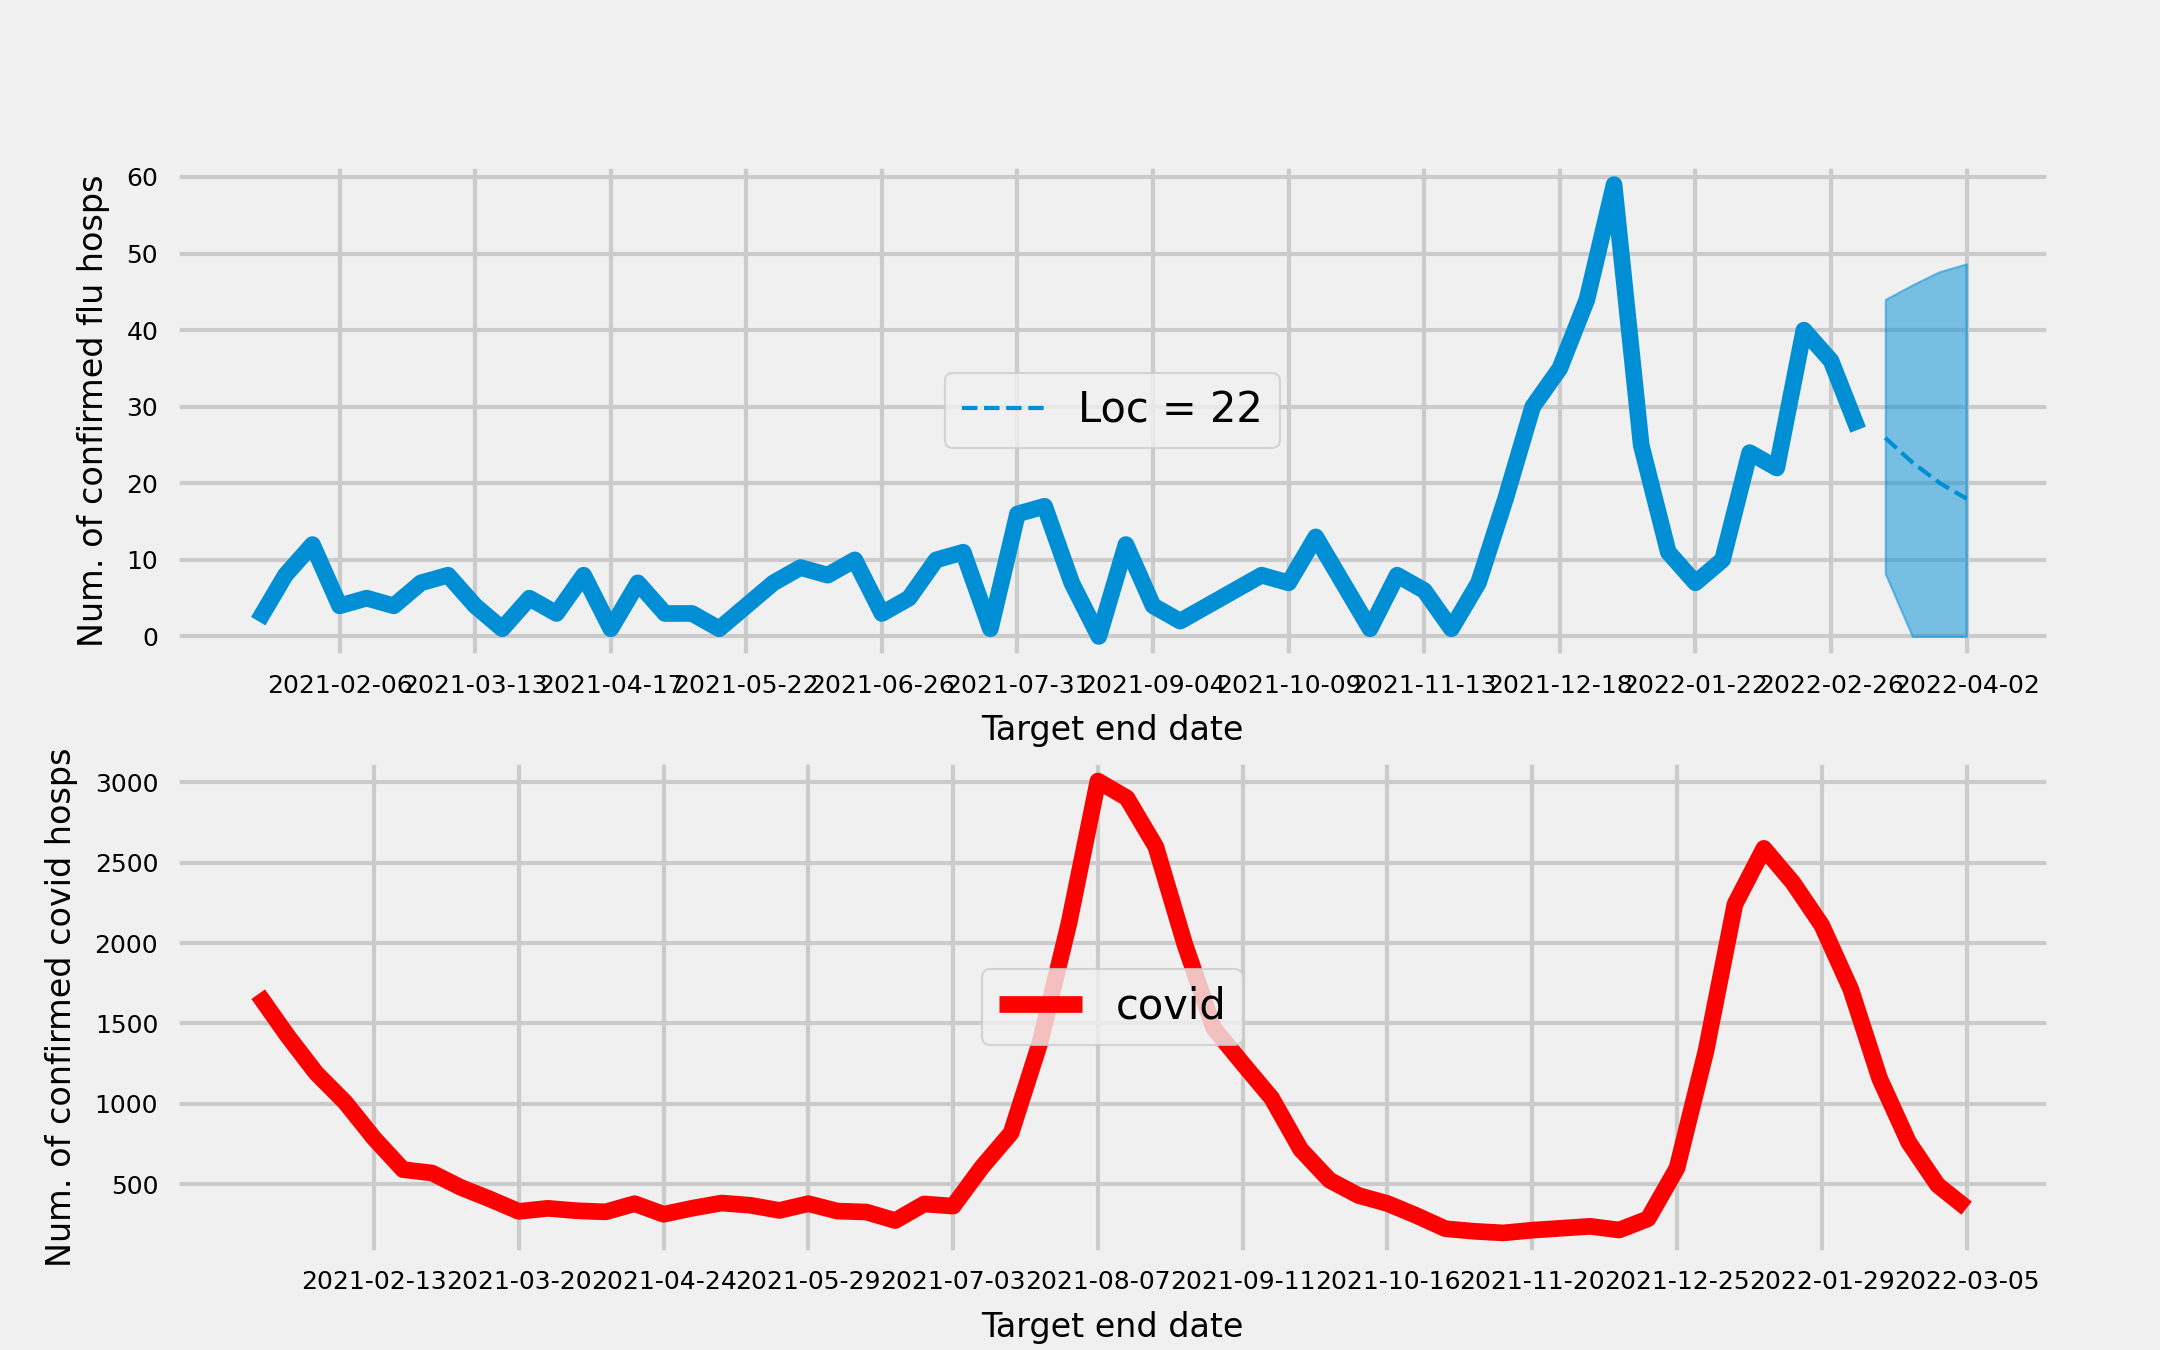 Num. of confirmed flu hosps
60
50
40
30
20
10
0
Loc = 22
2021-02-06 2021-03-13 2021-04-17 2021-05-22 2021-06-26 2021-07-31 2021-09-04 2021-10-09 2021-11-13 2021-12-18 2022-01-22 2022-02-26 2022-04-02
Target end date
Num. of confirmed covid hosps
3000
2500
2000
1500
1000
500
covid
2021-02-13 2021-03-20 2021-04-24 2021-05-29 2021-07-03 2021-08-07 2021-09-11 2021-10-16 2021-11-20 2021-12-25 2022-01-29 2022-03-05
Target end date